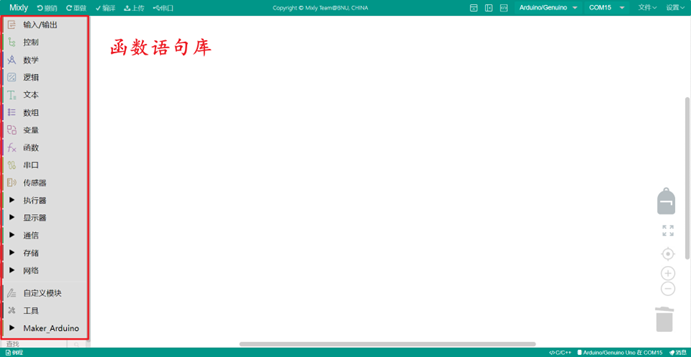 Mixly 撤销 重做 编译 上传 串口
Copyright © Mixly Team@BNU, CHINA
Arduino/Genuino COM15 文件 设置
输入/输出
控制
数学
逻辑
文本
数组
变量
函数
串口
传感器
执行器
显示器
通信
存储
网络
自定义模块
工具
Maker_Arduino
查找
函数语句库
例程
</> C/C++ Arduino/Genuino Uno 在 COM15 消息